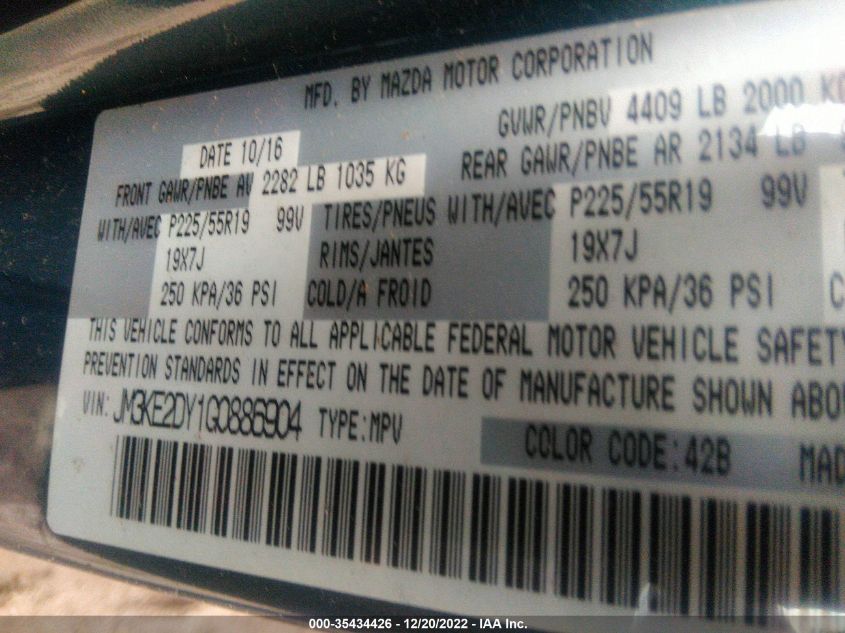 MFD. BY MAZDA MOTOR CORPORATION
DATE 10/16
GVWR/PNBV 4409 LB 2000 KG
FRONT GAWR/PNBE AV 2282 LB 1035 KG
REAR GAWR/PNBE AR 2134 LB
WITH/AVEC P225/55R19 99V TIRES/PNEUS WITH/AVEC P225/55R19 99V
19X7J RIMS/JANTES 19X7J
250 KPA/36 PSI COLD/A FROID 250 KPA/36 PSI
THIS VEHICLE CONFORMS TO ALL APPLICABLE FEDERAL MOTOR VEHICLE SAFETY
PREVENTION STANDARDS IN EFFECT ON THE DATE OF MANUFACTURE SHOWN ABO
VIN: JM3KE2DY1G0886904 TYPE:MPV
COLOR CODE:42B MAD
000-35434426 - 12/20/2022 - IAA Inc.